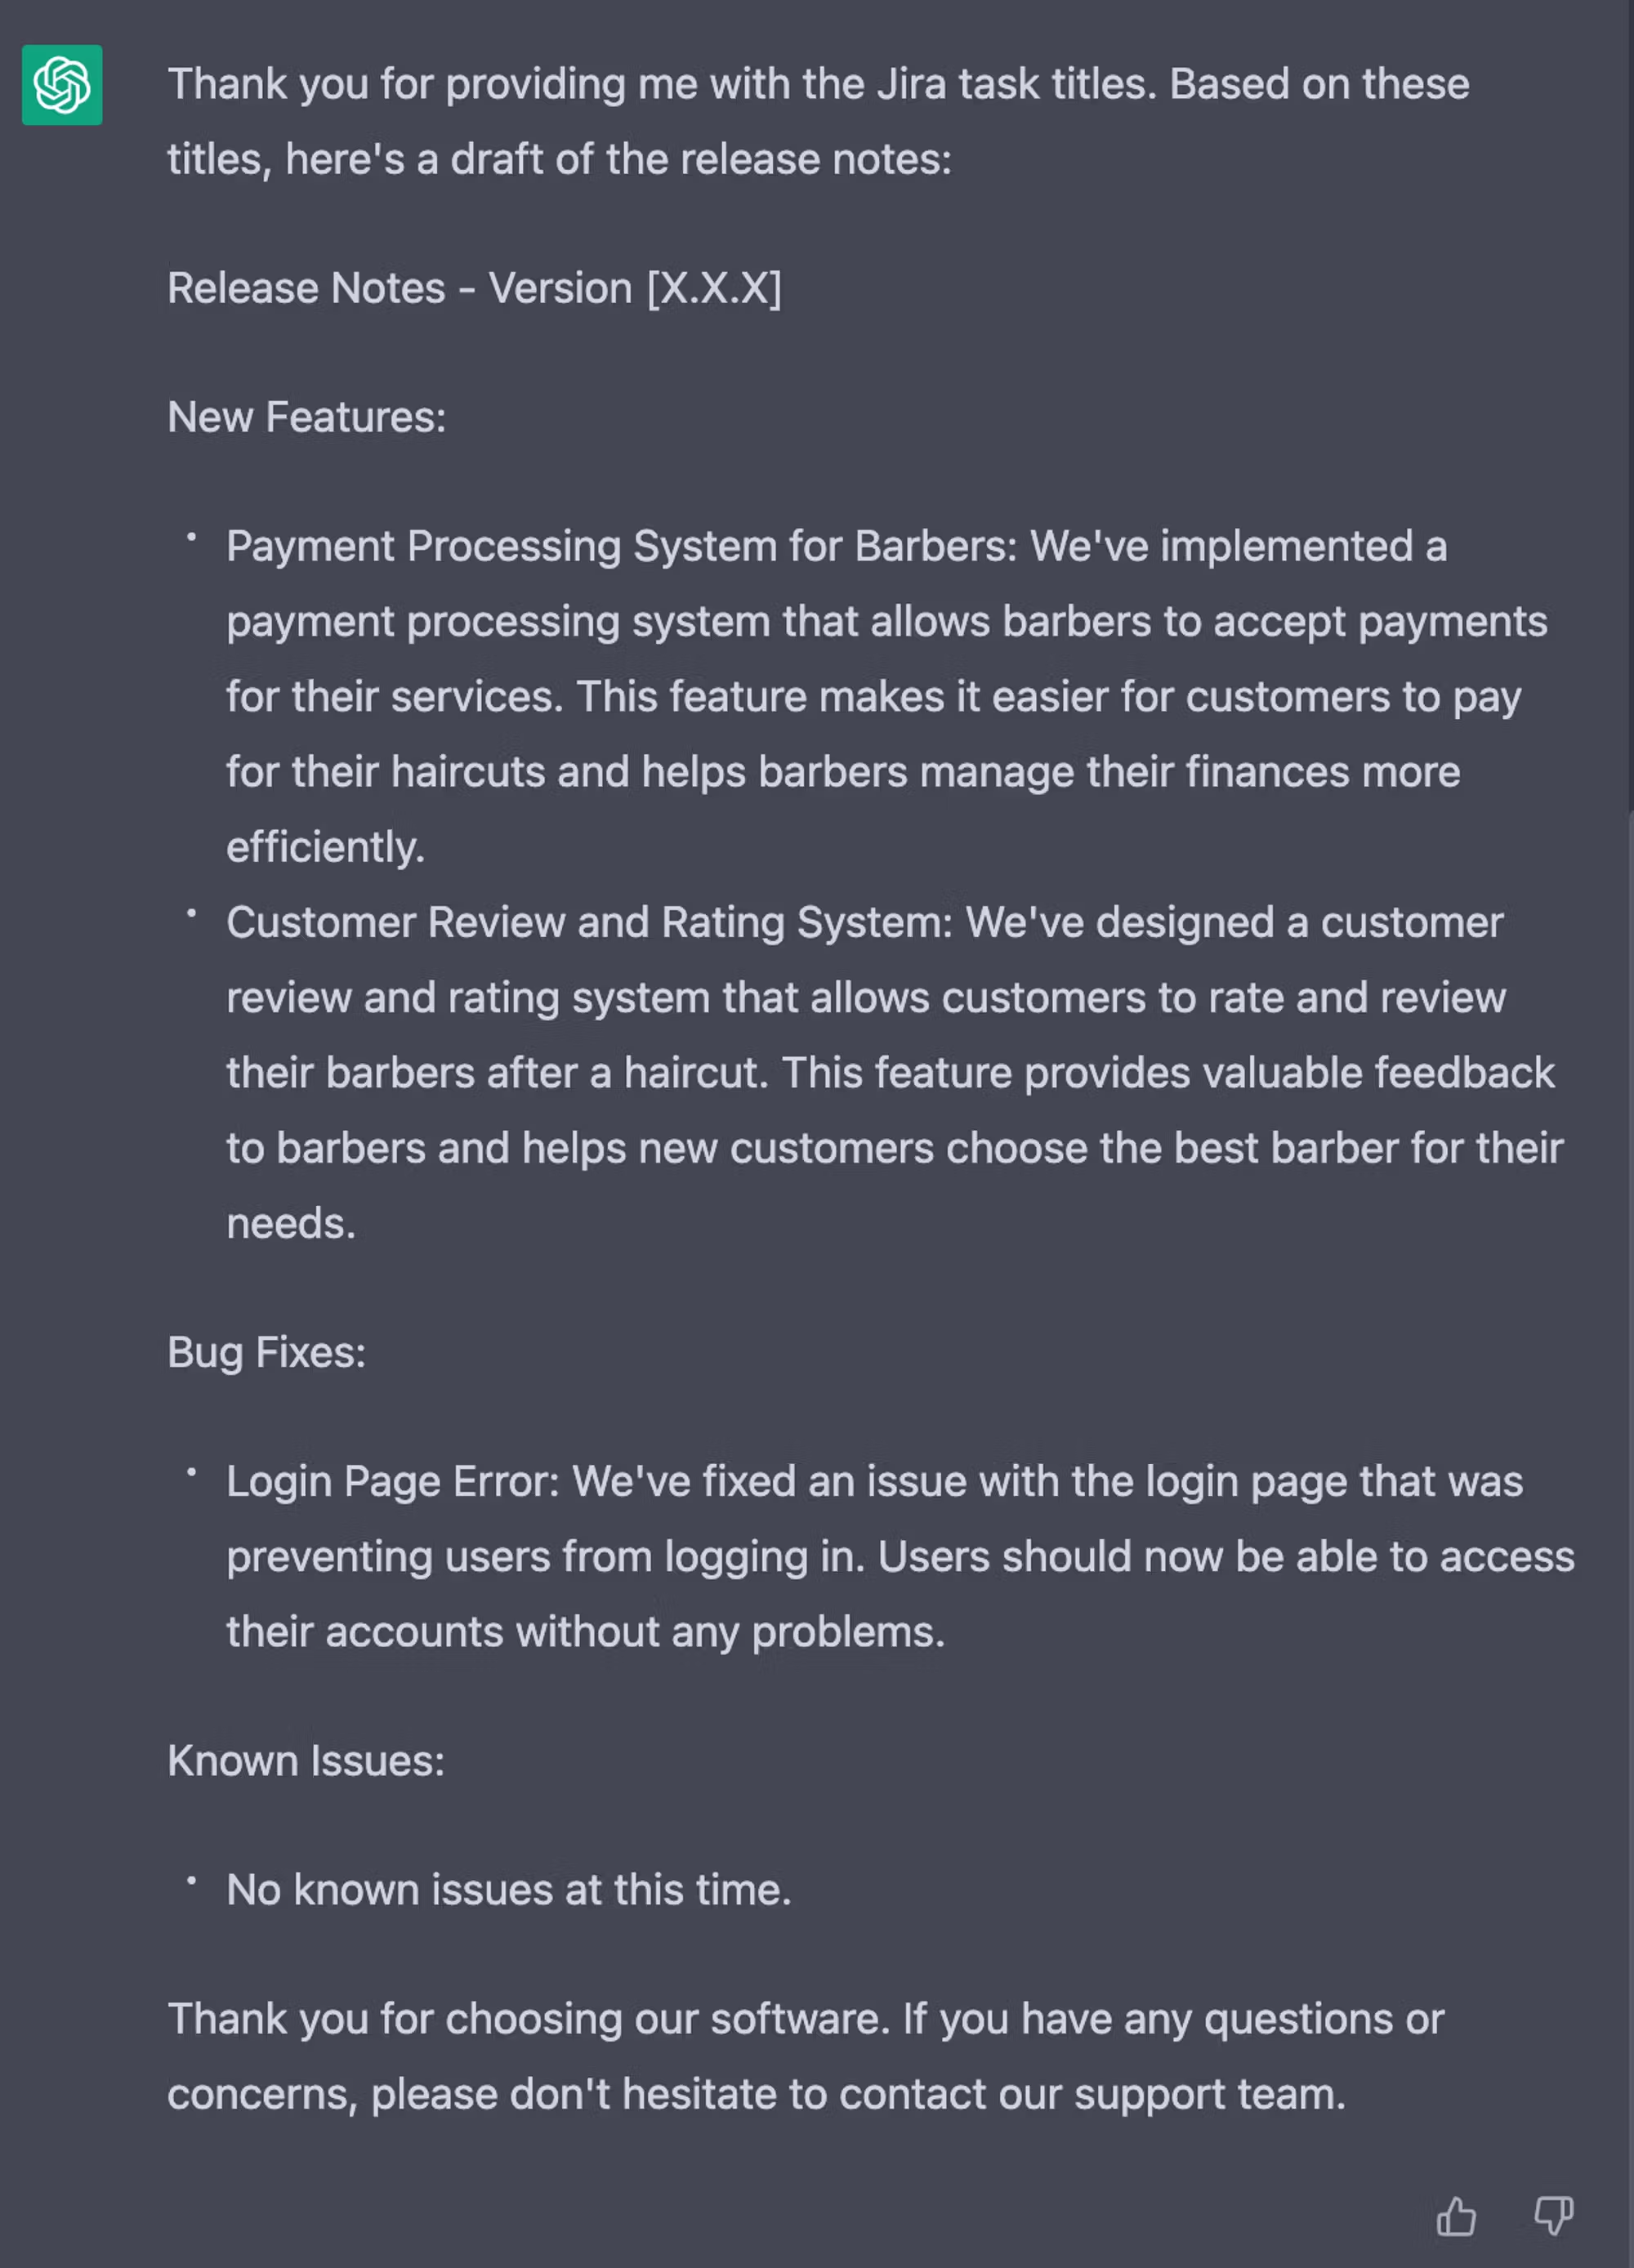 Thank you for providing me with the Jira task titles. Based on these
titles, here's a draft of the release notes:
Release Notes - Version [X.X.X]
New Features:
• Payment Processing System for Barbers: We've implemented a
payment processing system that allows barbers to accept payments
for their services. This feature makes it easier for customers to pay
for their haircuts and helps barbers manage their finances more
efficiently.
• Customer Review and Rating System: We've designed a customer
review and rating system that allows customers to rate and review
their barbers after a haircut. This feature provides valuable feedback
to barbers and helps new customers choose the best barber for their
needs.
Bug Fixes:
• Login Page Error: We've fixed an issue with the login page that was
preventing users from logging in. Users should now be able to access
their accounts without any problems.
Known Issues:
• No known issues at this time.
Thank you for choosing our software. If you have any questions or
concerns, please don't hesitate to contact our support team.